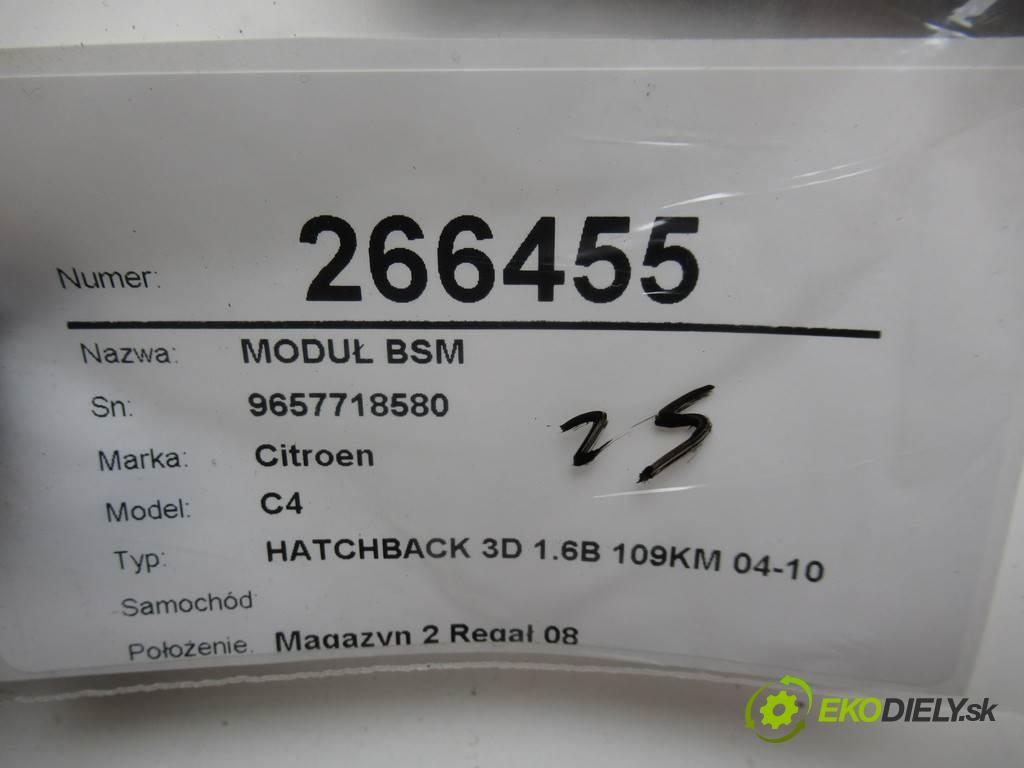 Numer: 266455
Nazwa: MODUŁ BSM
Sn: 9657718580
Marka: Citroen
Model: C4
Typ: HATCHBACK 3D 1.6B 109KM 04-10
Samochód
Położenie. Magazyn 2 Regał 08
25
EKODIELY.sk